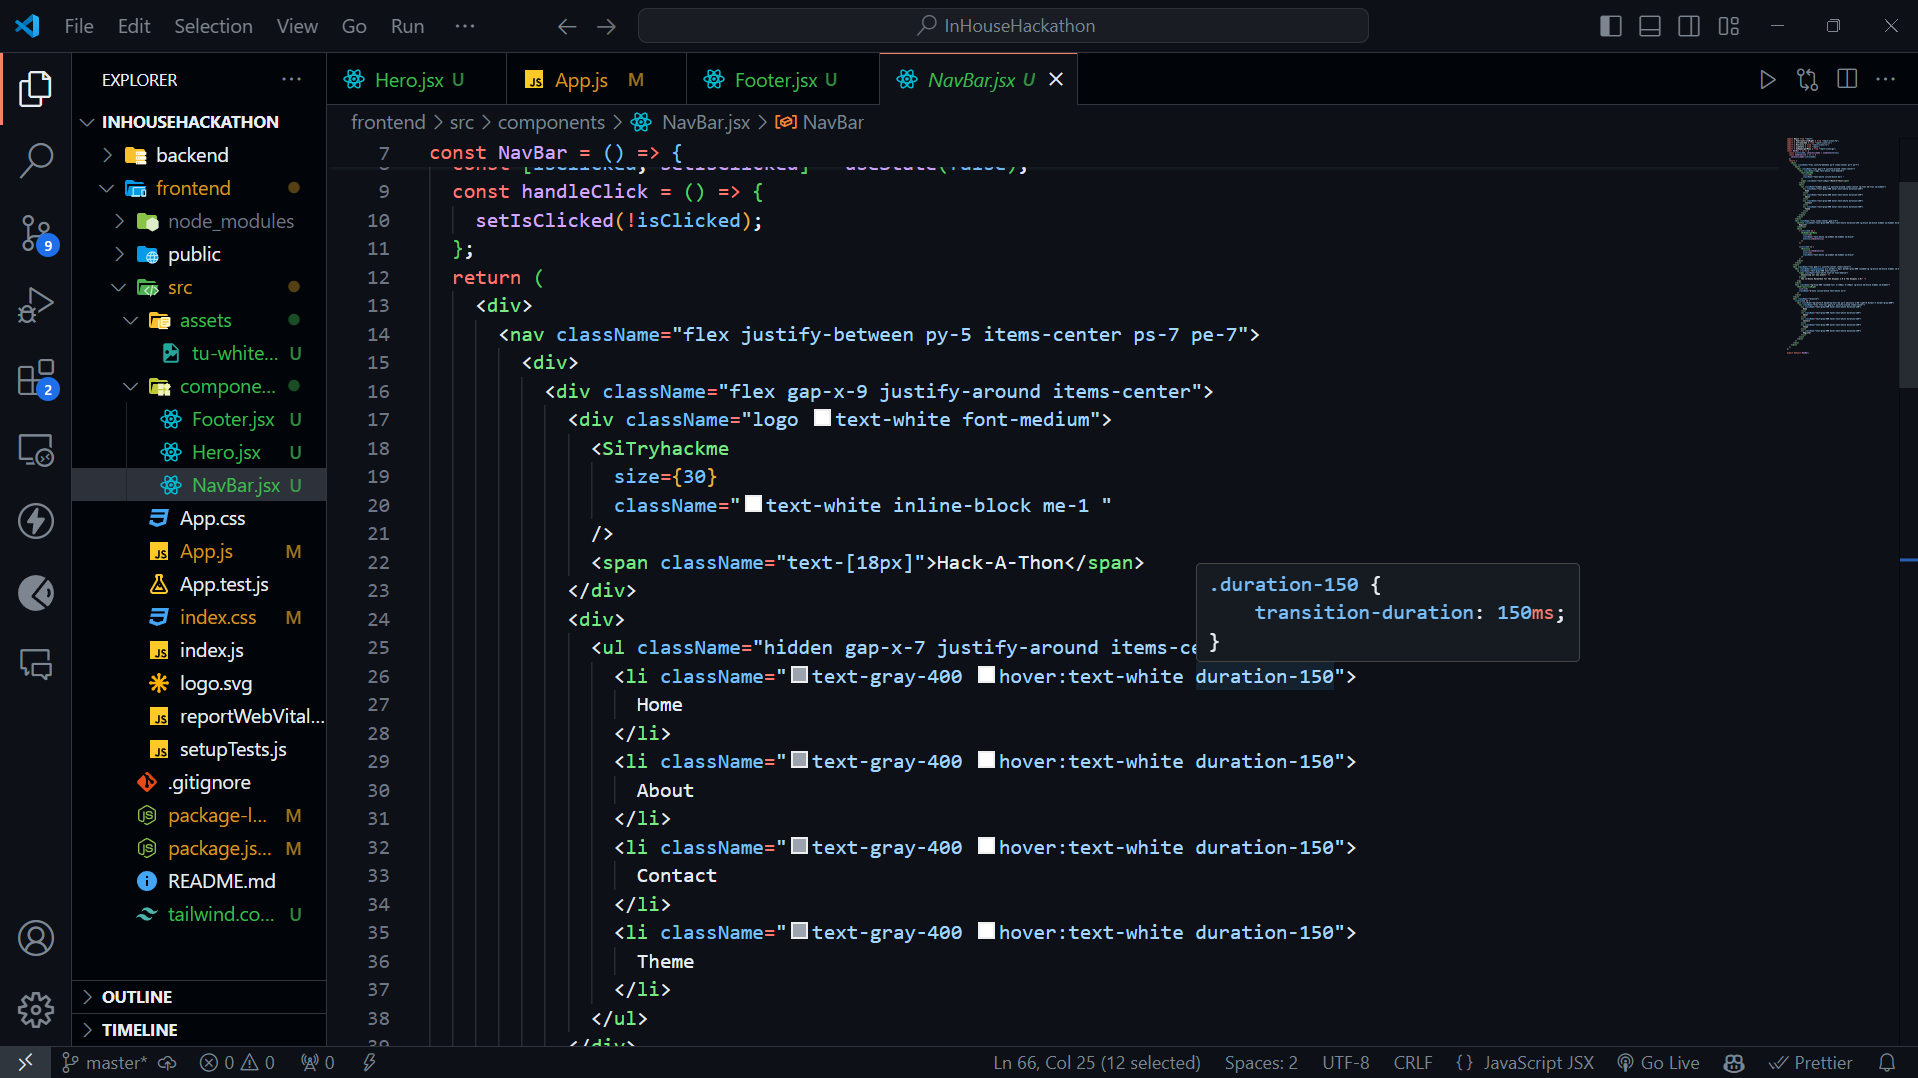 File Edit Selection View Go Run ··· InHouseHackathon
EXPLORER ···
INHOUSEHACKATHON
backend
frontend
node_modules
public
src
assets
tu-white... U
compone...
Footer.jsx U
Hero.jsx U
NavBar.jsx U
App.css
App.js M
App.test.js
index.css M
index.js
logo.svg
reportWebVital...
setupTests.js
.gitignore
package-l... M
package.js... M
README.md
tailwind.co... U
OUTLINE
TIMELINE
9
2
Hero.jsx U App.js M Footer.jsx U NavBar.jsx U
frontend > src > components > NavBar.jsx > NavBar
7 const NavBar = () => {
9 const handleClick = () => {
10 setIsClicked(!isClicked);
11 };
12 return (
13 <div>
14 <nav className="flex justify-between py-5 items-center ps-7 pe-7">
15 <div>
16 <div className="flex gap-x-9 justify-around items-center">
17 <div className="logo text-white font-medium">
18 <SiTryhackme
19 size={30}
20 className="text-white inline-block me-1 "
21 />
22 <span className="text-[18px]">Hack-A-Thon</span>
23 </div>
24 <div>
25 <ul className="hidden gap-x-7 justify-around items-ce
26 <li className="text-gray-400 hover:text-white duration-150">
27 Home
28 </li>
29 <li className="text-gray-400 hover:text-white duration-150">
30 About
31 </li>
32 <li className="text-gray-400 hover:text-white duration-150">
33 Contact
34 </li>
35 <li className="text-gray-400 hover:text-white duration-150">
36 Theme
37 </li>
38 </ul>
.duration-150 {
transition-duration: 150ms;
}
master* 0 0 0 Ln 66, Col 25 (12 selected) Spaces: 2 UTF-8 CRLF {} JavaScript JSX Go Live Prettier